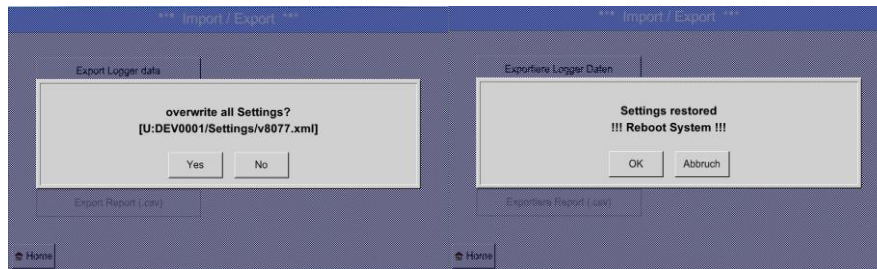 *** Import / Export ***
Export Logger data
overwrite all Settings?
[U:DEV0001/Settings/v8077.xml]
Yes
No
Export Report (.csv)
Home
*** Import / Export ***
Exportiere Logger Daten
Settings restored
!!! Reboot System !!!
OK
Abbruch
Exportiere Report (.csv)
Home